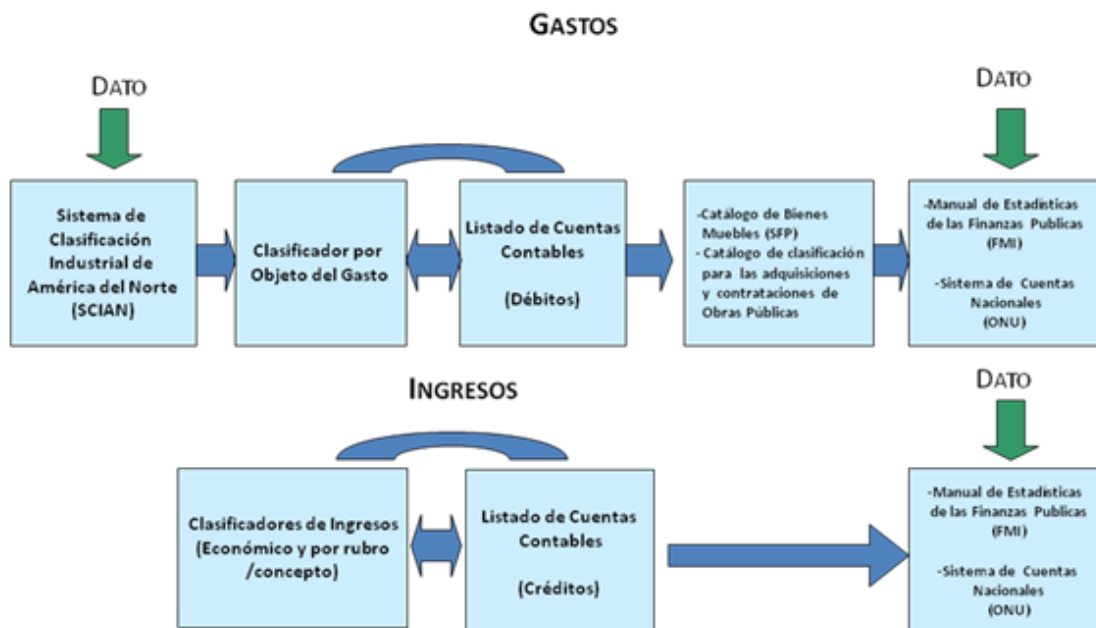 GASTOS
DATO
DATO
Sistema de
Clasificación
Industrial de
América del Norte
(SCIAN)
Clasificador por
Objeto del Gasto
Listado de Cuentas
Contables
(Débitos)
-Catálogo de Bienes
Muebles (SFP)
- Catálogo de clasificación
para las adquisiciones
y contrataciones de
Obras Públicas
-Manual de Estadísticas
de las Finanzas Publicas
(FMI)
-Sistema de Cuentas
Nacionales
(ONU)
INGRESOS
DATO
Clasificadores de Ingresos
(Económico y por rubro
/concepto)
Listado de Cuentas
Contables
(Créditos)
-Manual de Estadísticas
de las Finanzas Publicas
(FMI)
-Sistema de Cuentas
Nacionales
(ONU)